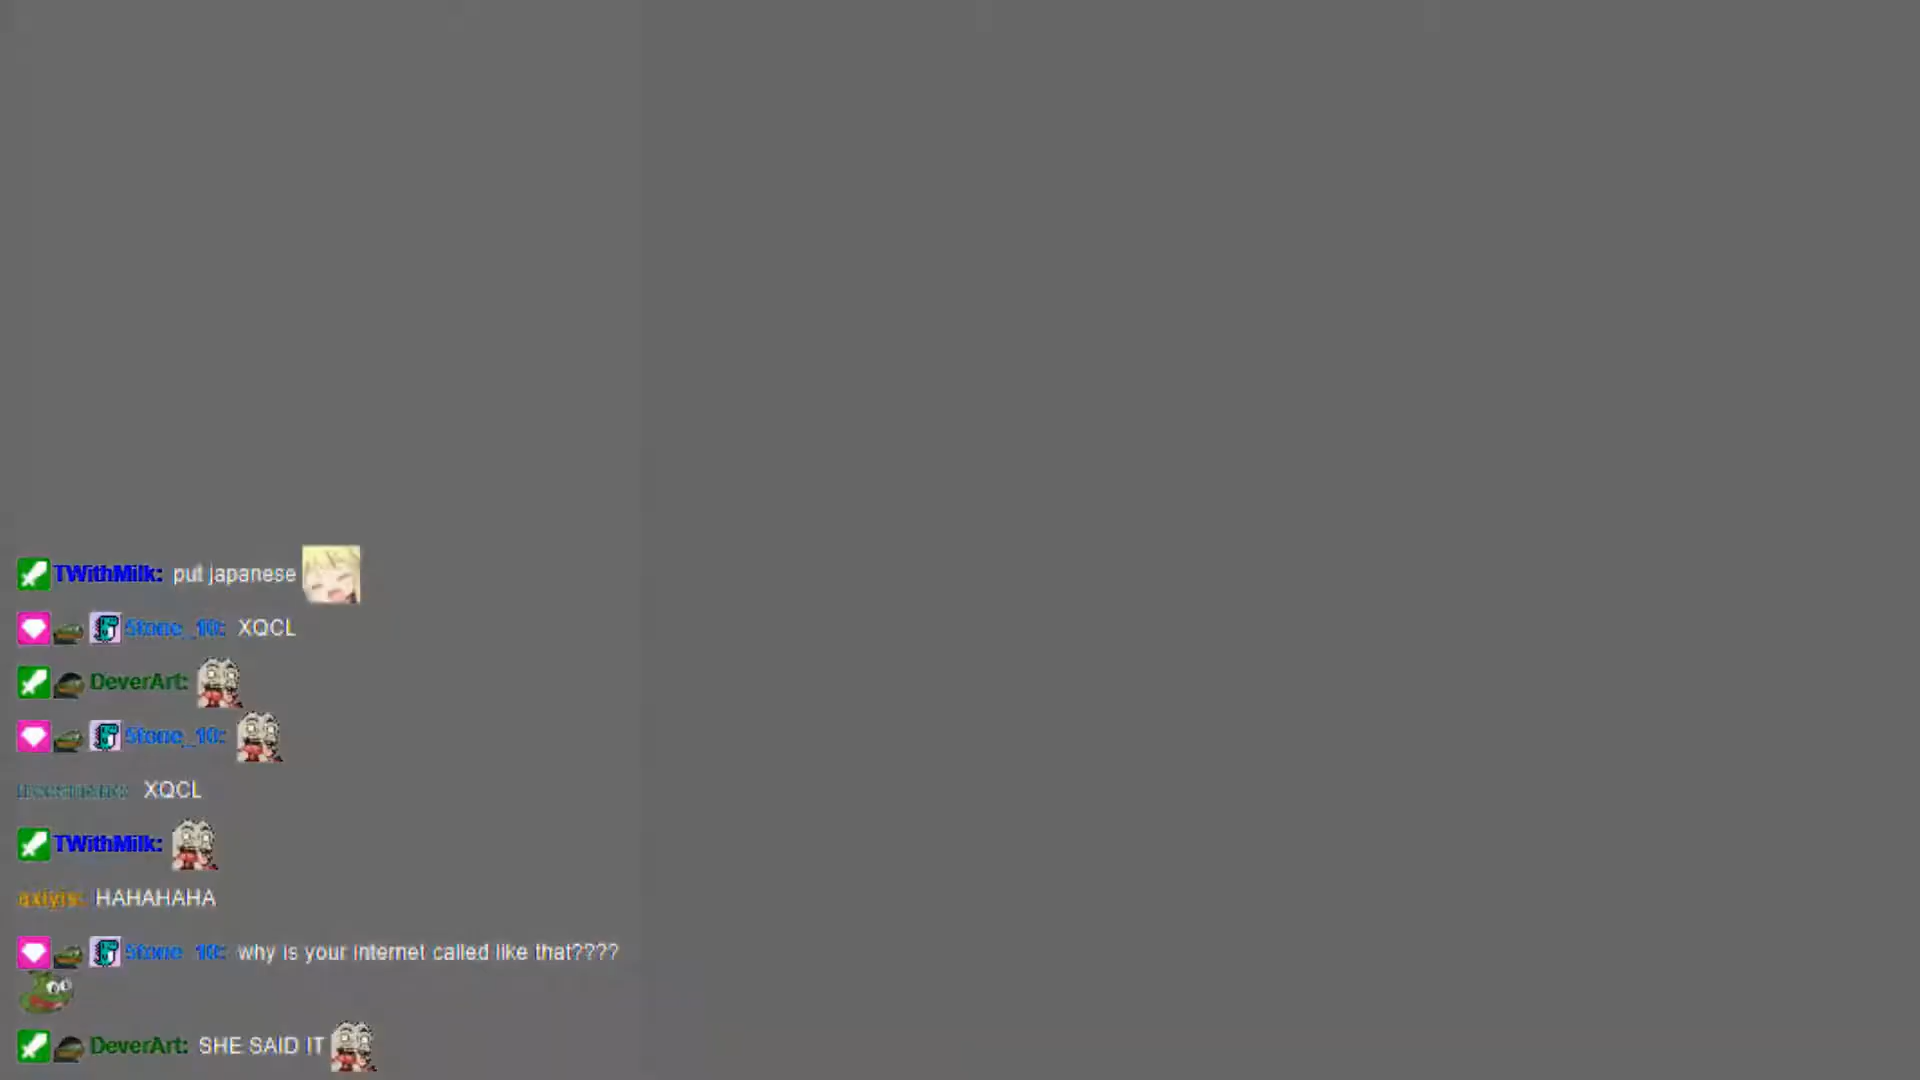 TWithMilk: put japanese
Stone_10: XQCL
DeverArt:
Stone_10:
XQCL
TWithMilk:
axiyis: HAHAHAHA
Stone_10: why is your internet called like that????
DeverArt: SHE SAID IT